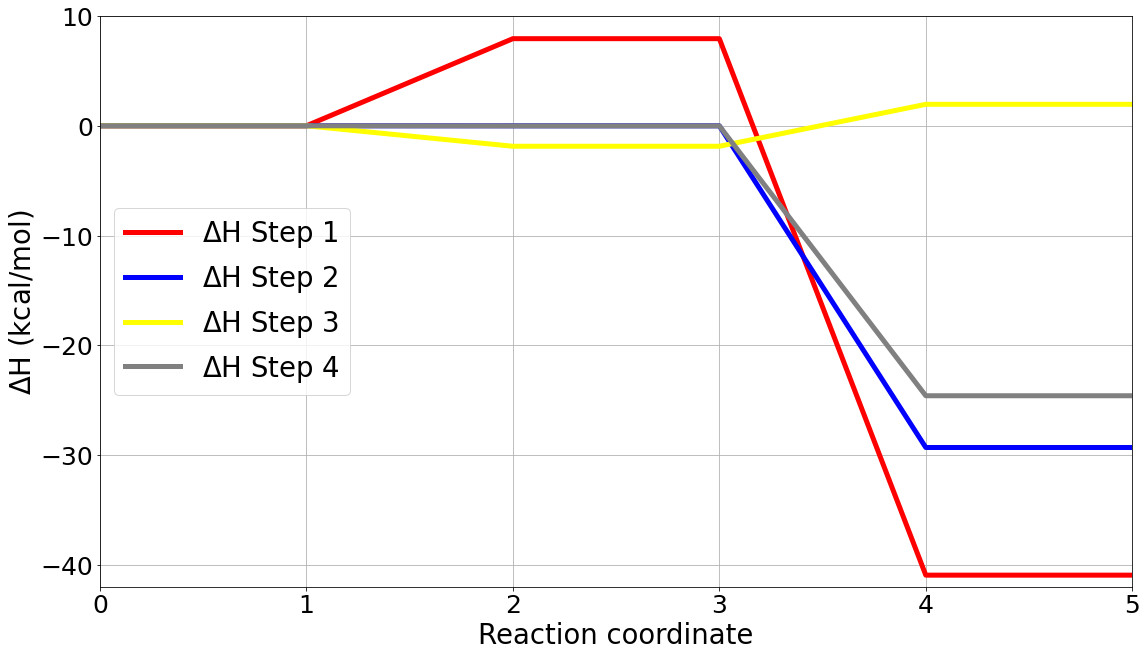 10
0
−10
−20
−30
−40
ΔH (kcal/mol)
ΔH Step 1
ΔH Step 2
ΔH Step 3
ΔH Step 4
0 1 2 3 4 5
Reaction coordinate